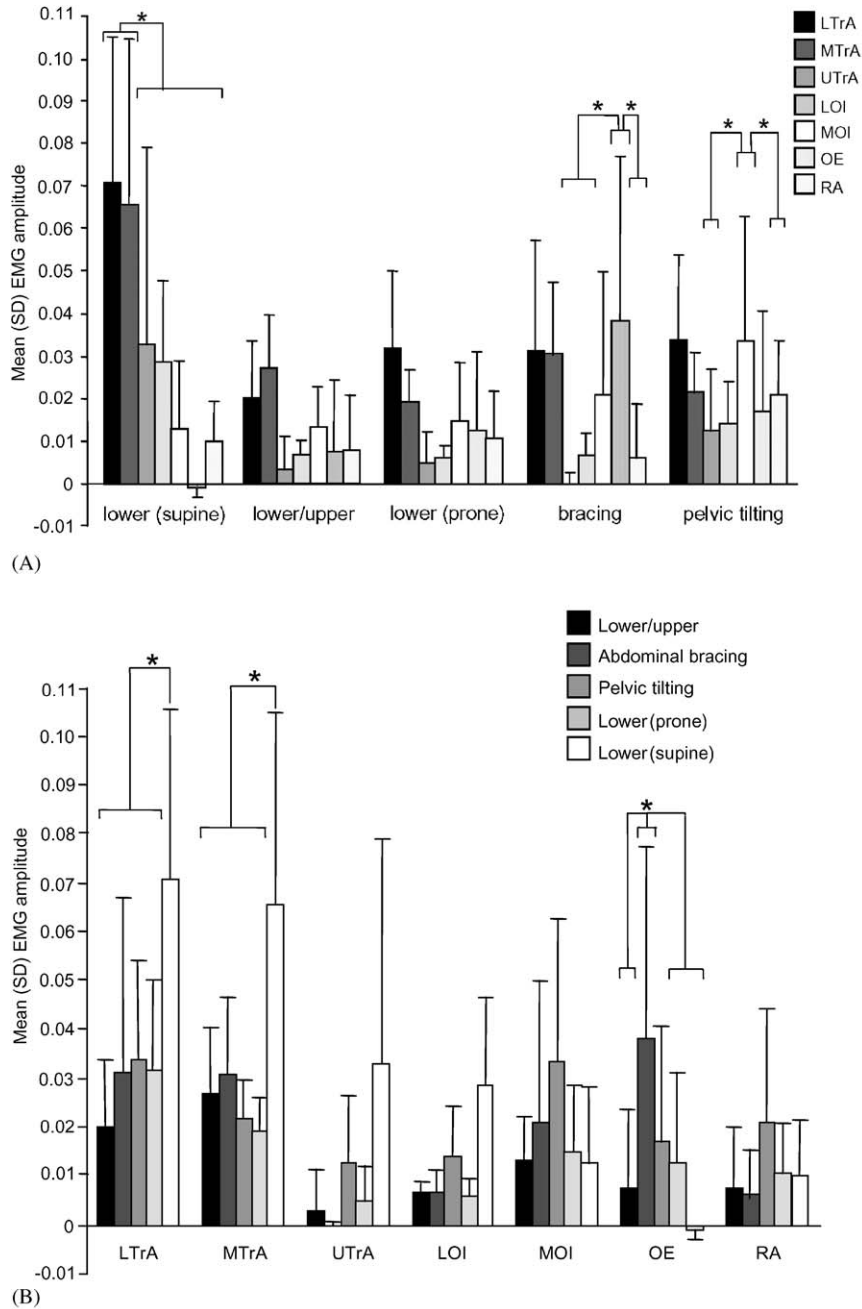 0.11
0.10
0.09
0.08
0.07
0.06
0.05
0.04
0.03
0.02
0.01
0
-0.01
Mean (SD) EMG amplitude
*
* *
* *
LTrA
MTrA
UTrA
LOI
MOI
OE
RA
lower (supine) lower/upper lower (prone) bracing pelvic tilting
(A)
Lower/upper
Abdominal bracing
Pelvic tilting
Lower (prone)
Lower (supine)
0.11
0.10
0.09
0.08
0.07
0.06
0.05
0.04
0.03
0.02
0.01
0
-0.01
Mean (SD) EMG amplitude
* *
*
LTrA MTrA UTrA LOI MOI OE RA
(B)